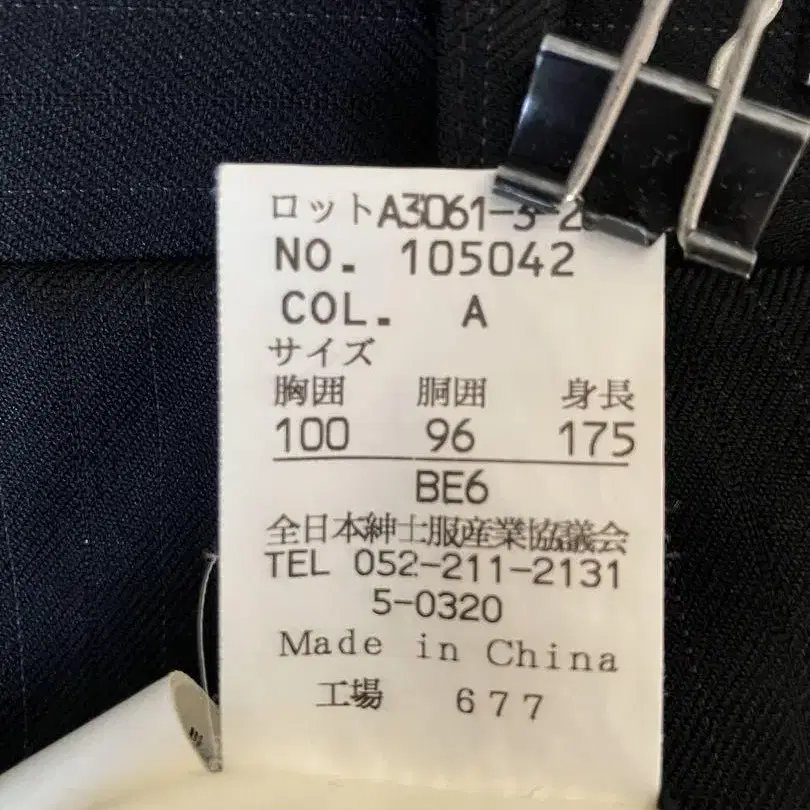 ロットA3061-3-2
NO. 105042
COL. A
サイズ
胸囲 胴囲 身長
100 96 175
BE6
全日本紳士服産業協議会
TEL 052-211-2131
5-0320
Made in China
工場 677